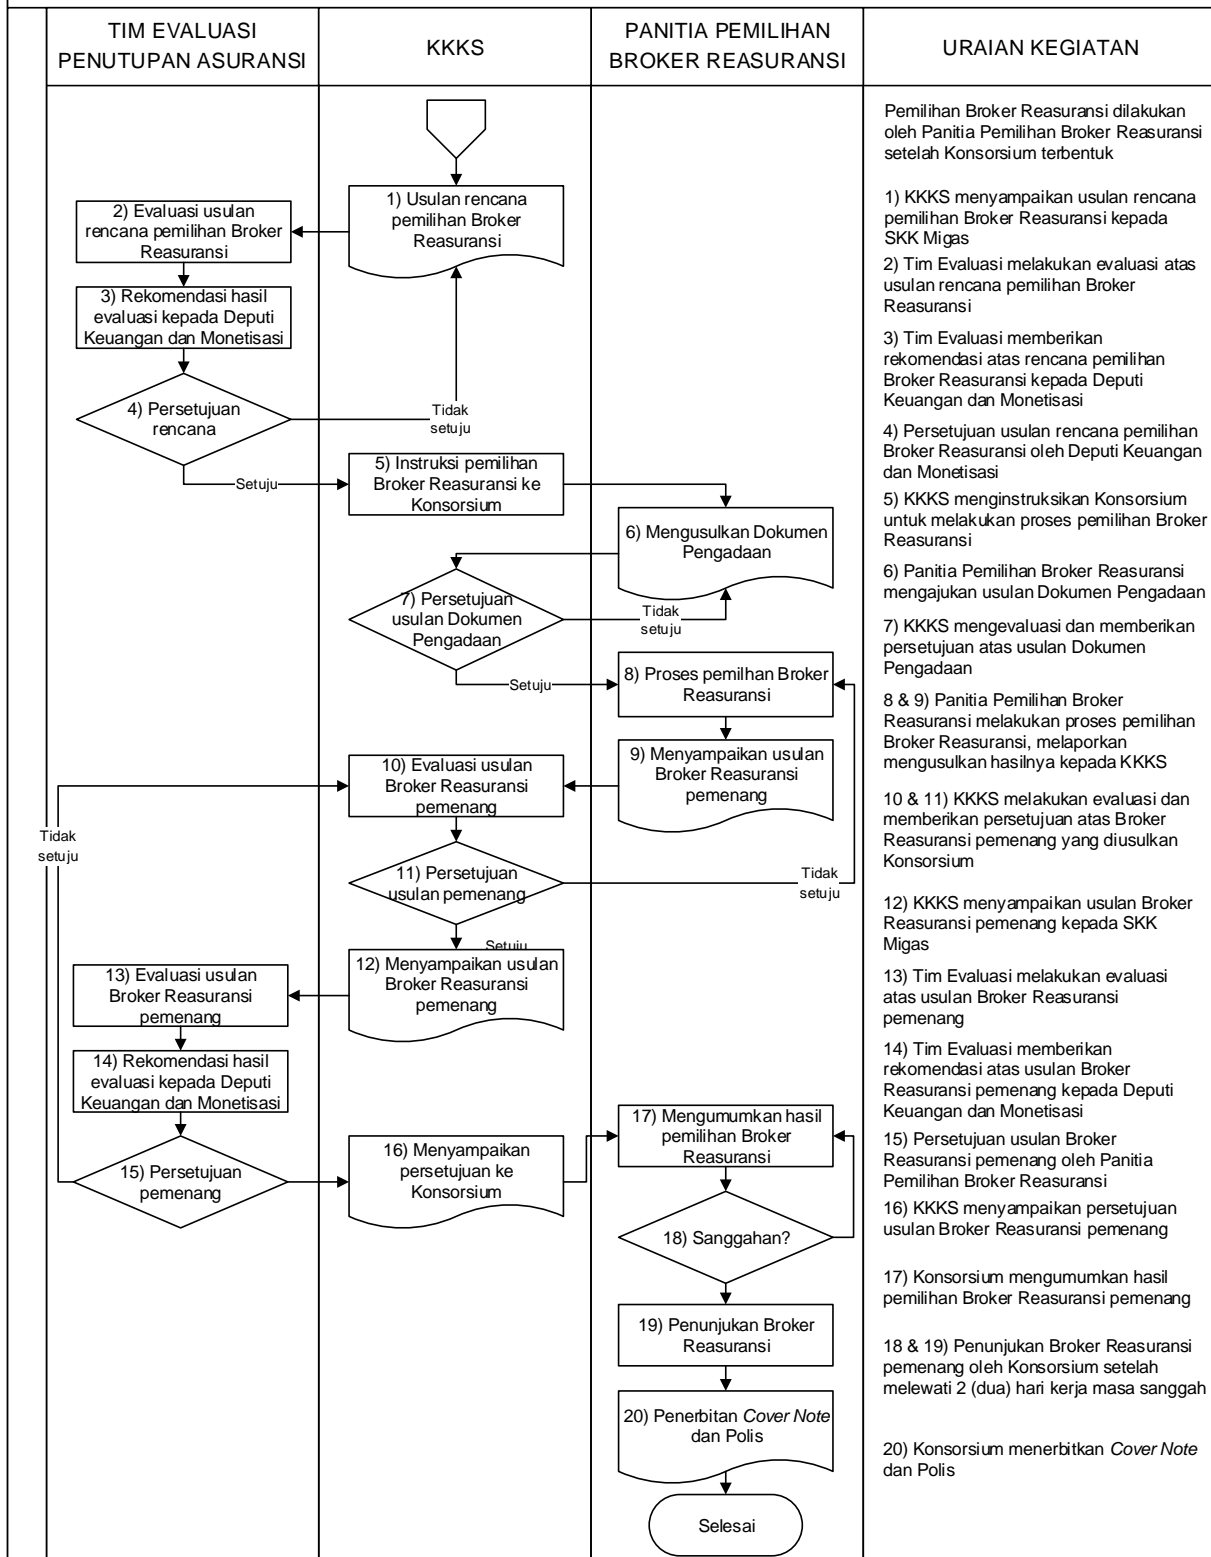 TIM EVALUASI
PENUTUPAN ASURANSI
KKKS
PANITIA PEMILIHAN
BROKER REASURANSI
URAIAN KEGIATAN
1) Usulan rencana
pemilihan Broker
Reasuransi
2) Evaluasi usulan
rencana pemilihan Broker
Reasuransi
3) Rekomendasi hasil
evaluasi kepada Deputi
Keuangan dan Monetisasi
4) Persetujuan
rencana
Tidak
setuju
Setuju
5) Instruksi pemilihan
Broker Reasuransi ke
Konsorsium
6) Mengusulkan Dokumen
Pengadaan
7) Persetujuan
usulan Dokumen
Pengadaan
Tidak
setuju
Setuju
8) Proses pemilhan Broker
Reasuransi
9) Menyampaikan usulan
Broker Reasuransi
pemenang
10) Evaluasi usulan
Broker Reasuransi
pemenang
Tidak
setuju
11) Persetujuan
usulan pemenang
Tidak
setuju
Setuju
12) Menyampaikan usulan
Broker Reasuransi
pemenang
13) Evaluasi usulan
Broker Reasuransi
pemenang
14) Rekomendasi hasil
evaluasi kepada Deputi
Keuangan dan Monetisasi
15) Persetujuan
pemenang
16) Menyampaikan
persetujuan ke
Konsorsium
17) Mengumumkan hasil
pemilihan Broker
Reasuransi
18) Sanggahan?
19) Penunjukan Broker
Reasuransi
20) Penerbitan Cover Note
dan Polis
Selesai
Pemilihan Broker Reasuransi dilakukan
oleh Panitia Pemilihan Broker Reasuransi
setelah Konsorsium terbentuk
1) KKKS menyampaikan usulan rencana
pemilihan Broker Reasuransi kepada
SKK Migas
2) Tim Evaluasi melakukan evaluasi atas
usulan rencana pemilihan Broker
Reasuransi
3) Tim Evaluasi memberikan
rekomendasi atas rencana pemilihan
Broker Reasuransi kepada Deputi
Keuangan dan Monetisasi
4) Persetujuan usulan rencana pemilihan
Broker Reasuransi oleh Deputi Keuangan
dan Monetisasi
5) KKKS menginstruksikan Konsorsium
untuk melakukan proses pemilihan Broker
Reasuransi
6) Panitia Pemilihan Broker Reasuransi
mengajukan usulan Dokumen Pengadaan
7) KKKS mengevaluasi dan memberikan
persetujuan atas usulan Dokumen
Pengadaan
8 & 9) Panitia Pemilihan Broker
Reasuransi melakukan proses pemilihan
Broker Reasuransi, melaporkan
mengusulkan hasilnya kepada KKKS
10 & 11) KKKS melakukan evaluasi dan
memberikan persetujuan atas Broker
Reasuransi pemenang yang diusulkan
Konsorsium
12) KKKS menyampaikan usulan Broker
Reasuransi pemenang kepada SKK
Migas
13) Tim Evaluasi melakukan evaluasi
atas usulan Broker Reasuransi
pemenang
14) Tim Evaluasi memberikan
rekomendasi atas usulan Broker
Reasuransi pemenang kepada Deputi
Keuangan dan Monetisasi
15) Persetujuan usulan Broker
Reasuransi pemenang oleh Panitia
Pemilihan Broker Reasuransi
16) KKKS menyampaikan persetujuan
usulan Broker Reasuransi pemenang
17) Konsorsium mengumumkan hasil
pemilihan Broker Reasuransi pemenang
18 & 19) Penunjukan Broker Reasuransi
pemenang oleh Konsorsium setelah
melewati 2 (dua) hari kerja masa sanggah
20) Konsorsium menerbitkan Cover Note
dan Polis